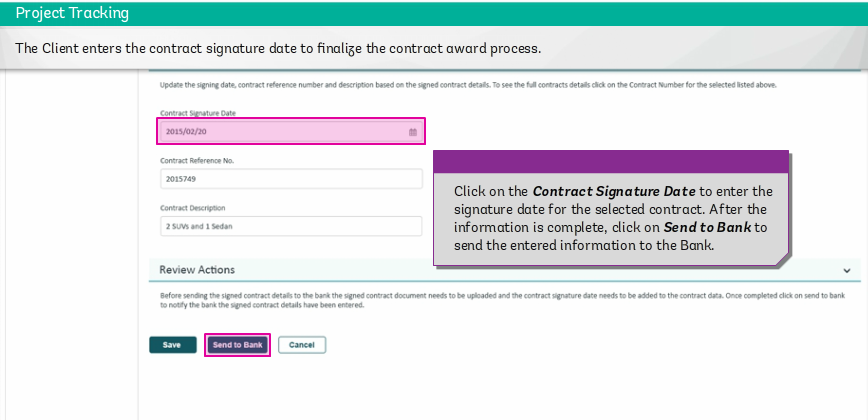 Project Tracking
The Client enters the contract signature date to finalize the contract award process.
Update the signing date, contract reference number and description based on the signed contract details. To see the full contracts details click on the Contract Number for the selected listed above.
Contract Signature Date
2015/02/20
Contract Reference No.
2015749
Contract Description
2 SUVs and 1 Sedan
Click on the Contract Signature Date to enter the
signature date for the selected contract. After the
information is complete, click on Send to Bank to
send the entered information to the Bank.
Review Actions
Before sending the signed contract details to the bank the signed contract document needs to be uploaded and the contract signature date needs to be added to the contract data. Once completed click on send to bank
to notify the bank the signed contract details have been entered.
Save
Send to Bank
Cancel